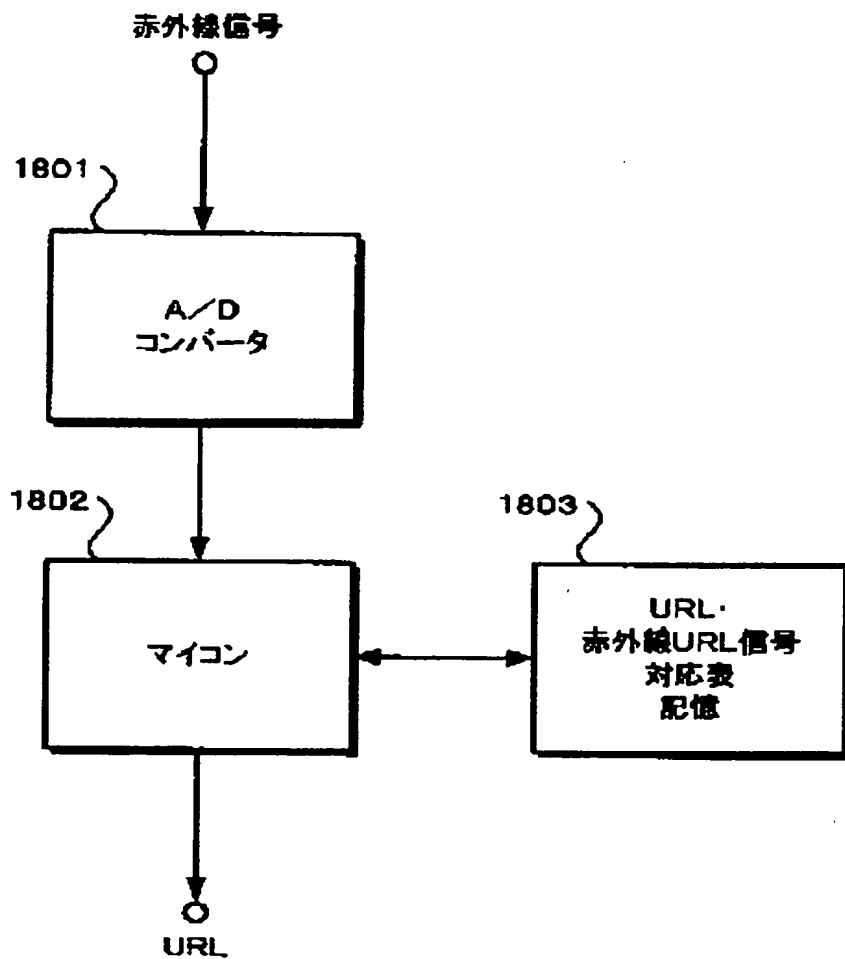 赤外線信号
1801
A/D
コンバータ
1802
マイコン
1803
URL・
赤外線URL信号
対応表
記憶
URL